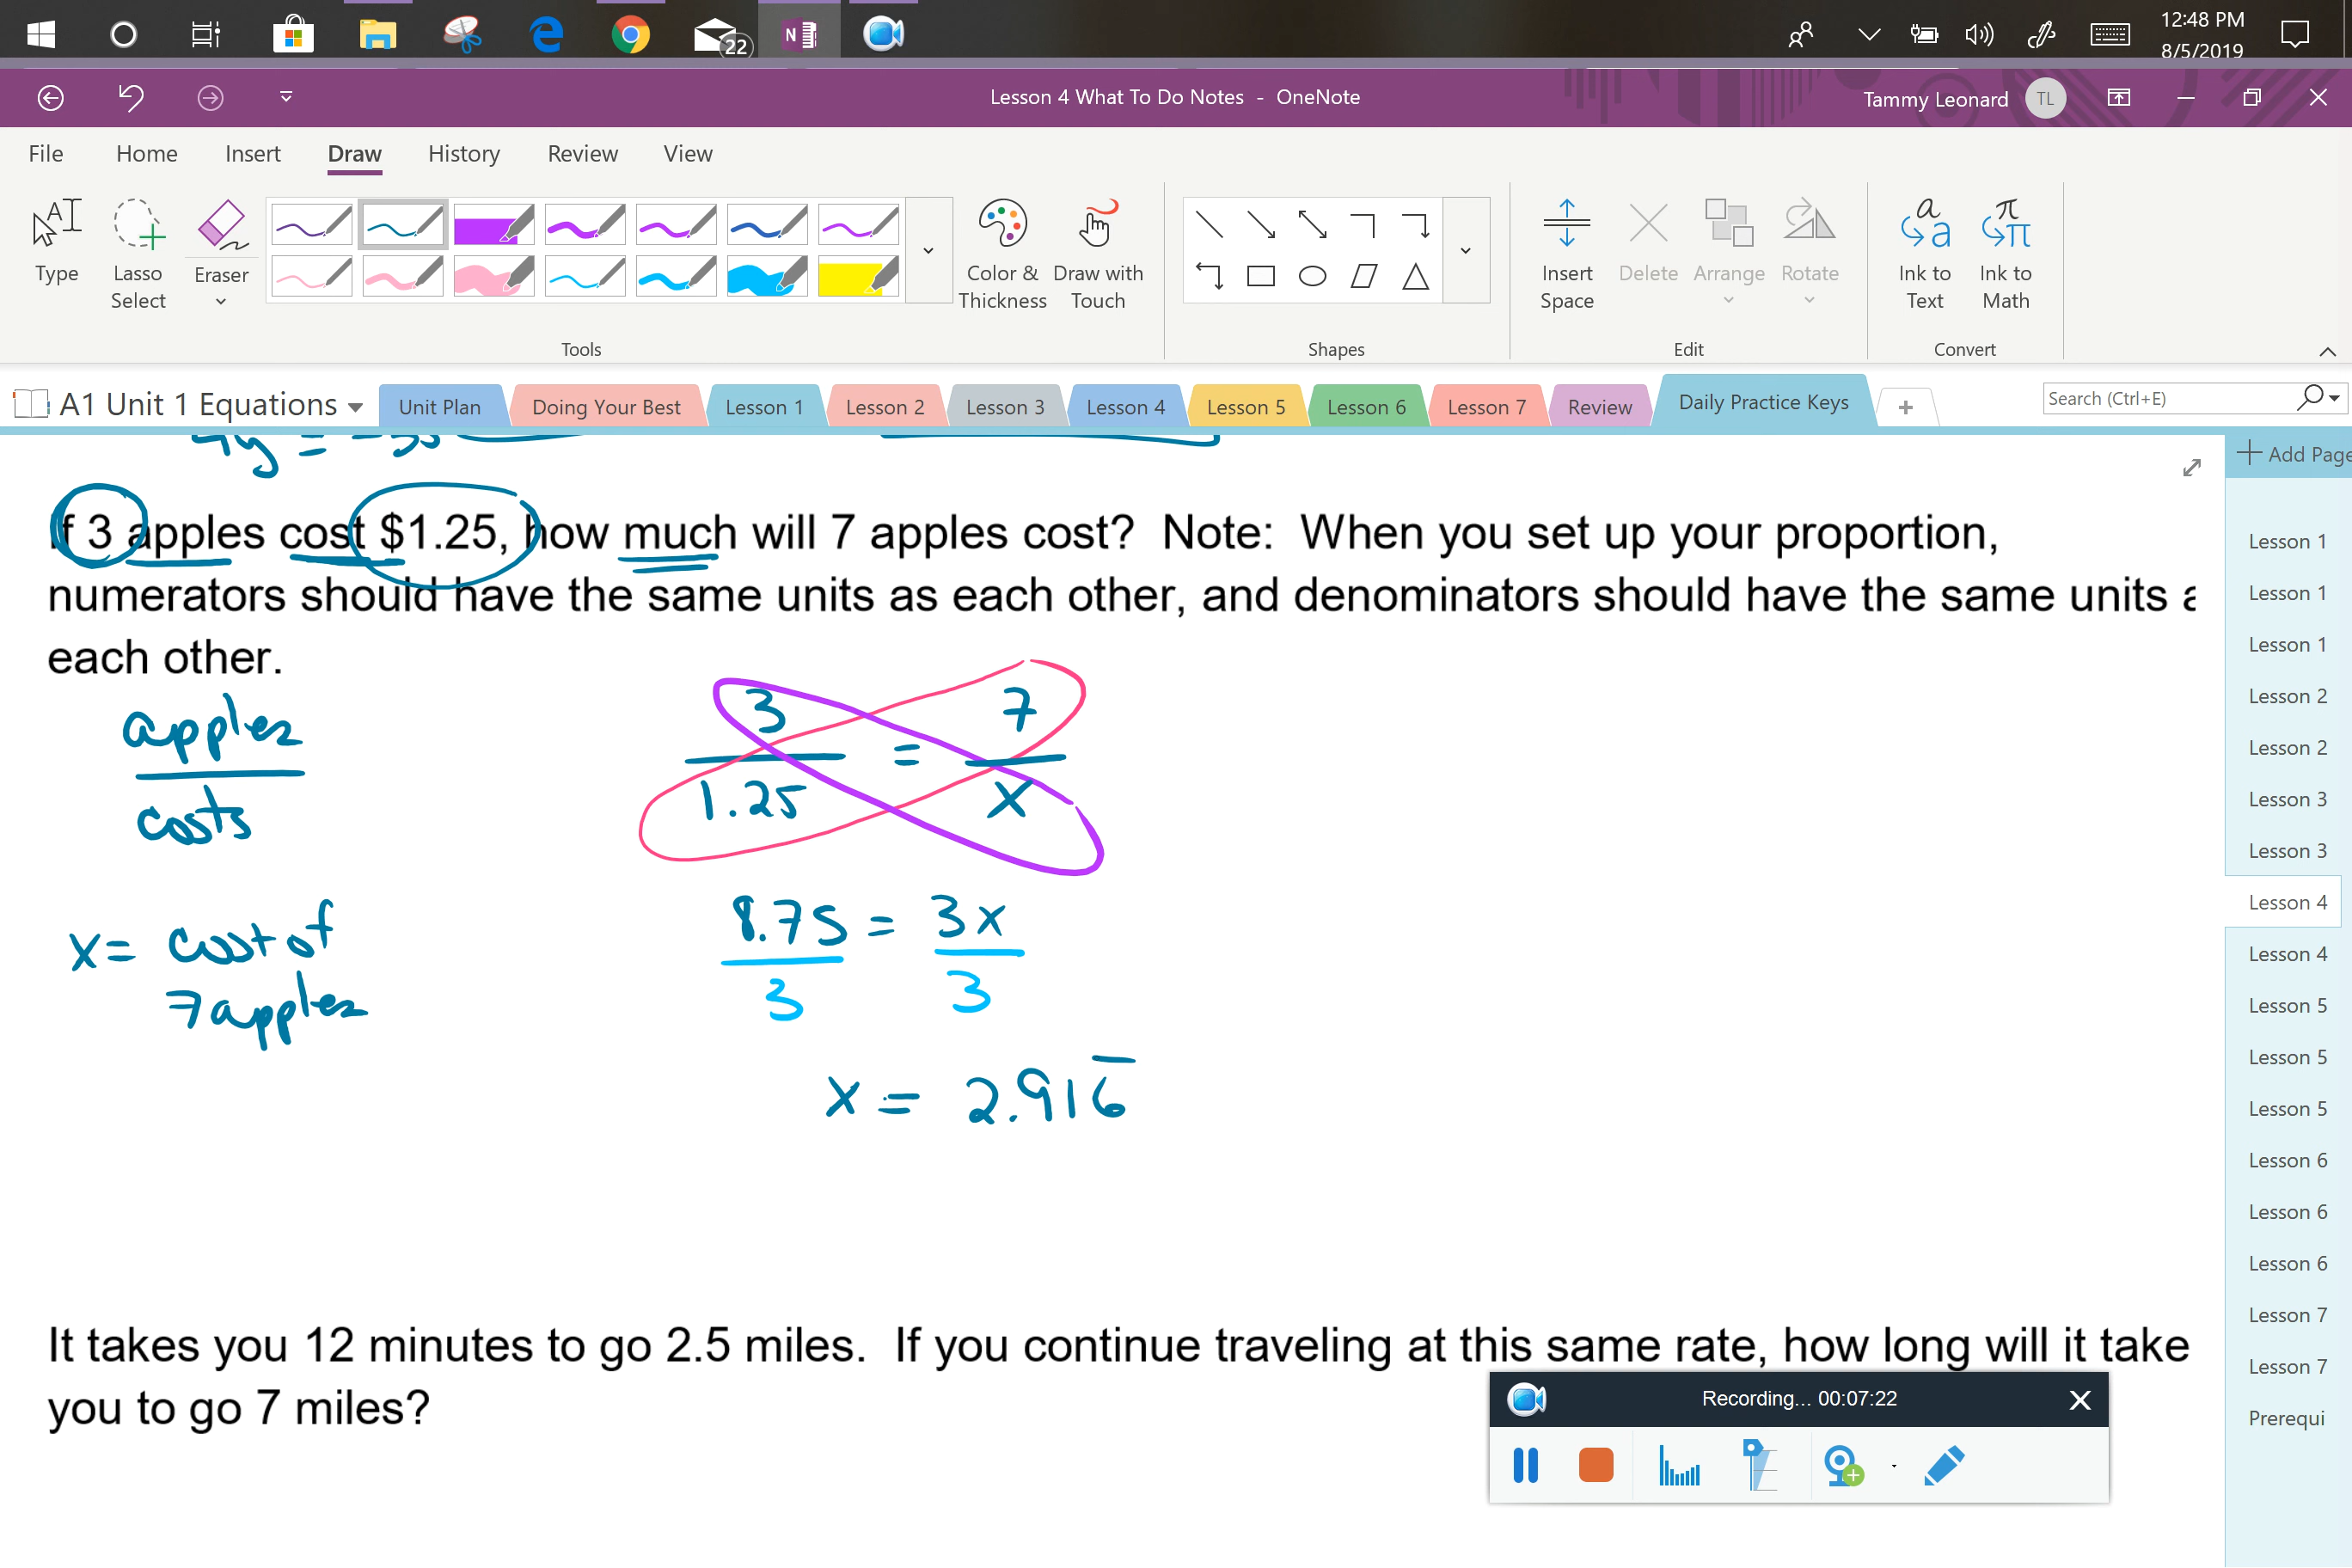 22
12:48 PM
8/5/2019
Lesson 4 What To Do Notes - OneNote
Tammy Leonard TL
File Home Insert Draw History Review View
Type
Lasso Select
Eraser
Color & Thickness
Draw with Touch
Insert Space
Delete
Arrange
Rotate
Ink to Text
Ink to Math
Tools Shapes Edit Convert
A1 Unit 1 Equations Unit Plan Doing Your Best Lesson 1 Lesson 2 Lesson 3 Lesson 4 Lesson 5 Lesson 6 Lesson 7 Review Daily Practice Keys + Search (Ctrl+E)
Add Page
If 3 apples cost $1.25, how much will 7 apples cost? Note: When you set up your proportion,
numerators should have the same units as each other, and denominators should have the same units a
each other.
apples
costs
3 = 7
1.25 x
x = cost of
7 apples
8.75 = 3x
3 3
x = 2.916̅
It takes you 12 minutes to go 2.5 miles. If you continue traveling at this same rate, how long will it take
you to go 7 miles?
Recording... 00:07:22
Lesson 1
Lesson 1
Lesson 1
Lesson 2
Lesson 2
Lesson 3
Lesson 3
Lesson 4
Lesson 4
Lesson 5
Lesson 5
Lesson 5
Lesson 6
Lesson 6
Lesson 6
Lesson 7
Lesson 7
Prerequi